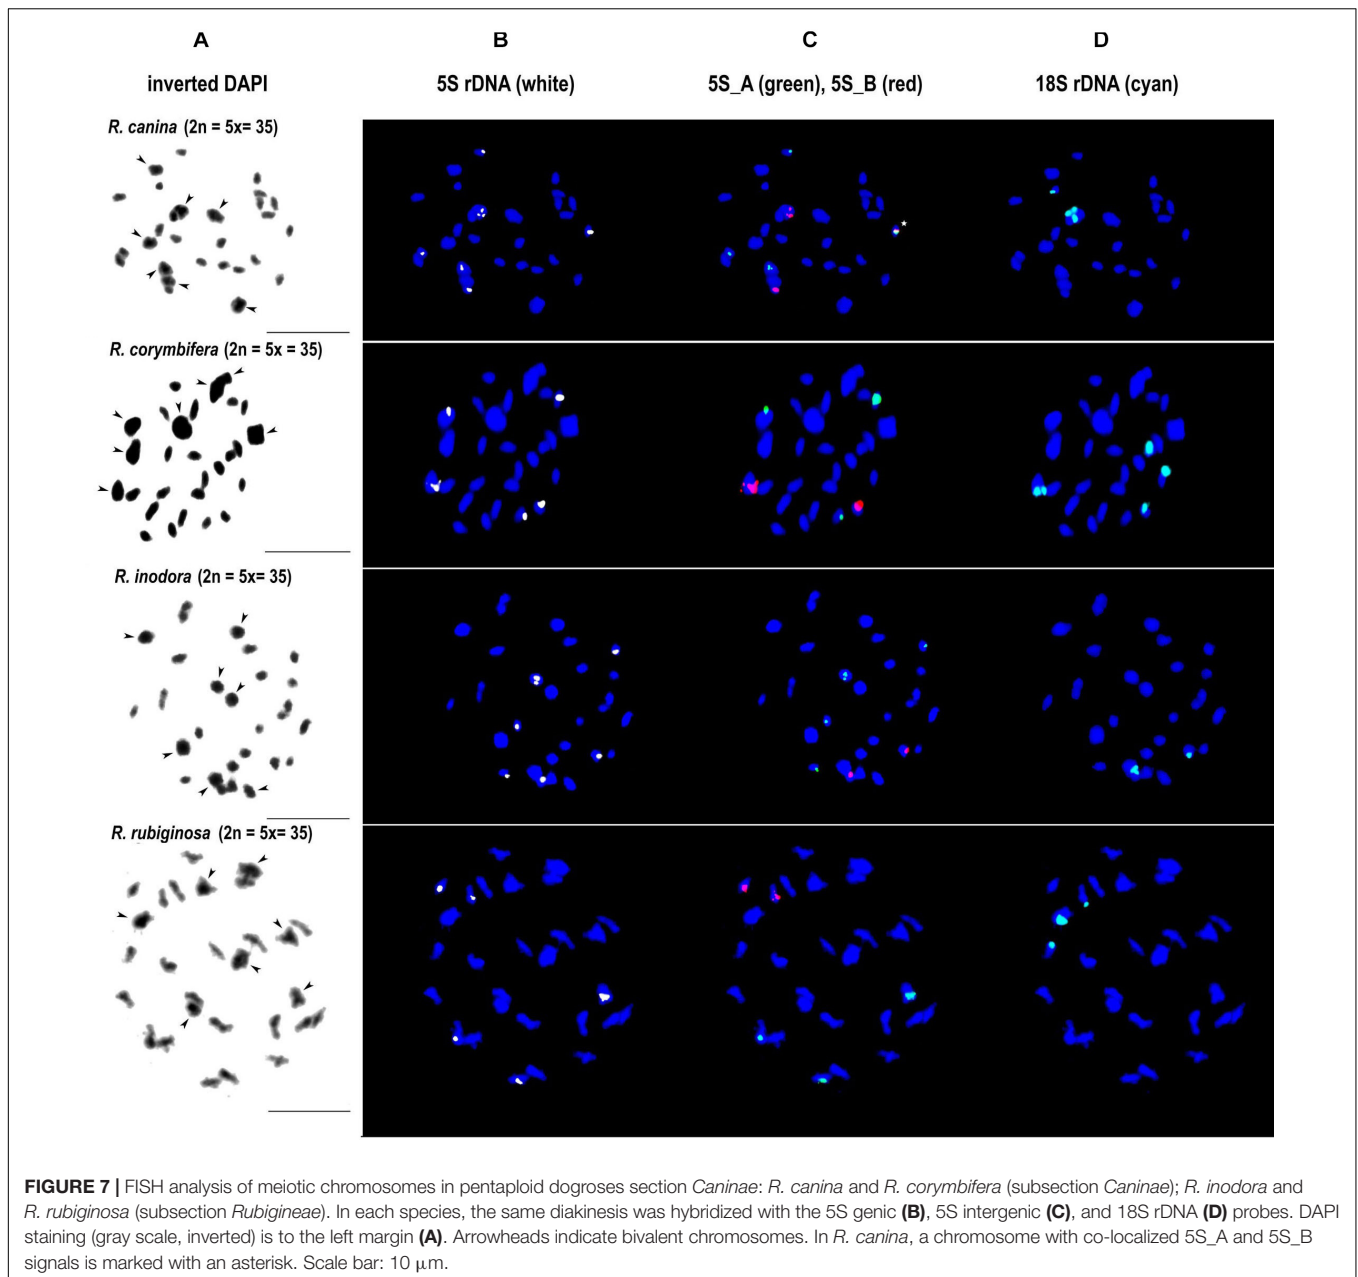 A B C D
inverted DAPI 5S rDNA (white) 5S_A (green), 5S_B (red) 18S rDNA (cyan)
R. canina (2n = 5x= 35)
R. corymbifera (2n = 5x = 35)
R. inodora (2n = 5x= 35)
R. rubiginosa (2n = 5x= 35)
FIGURE 7 | FISH analysis of meiotic chromosomes in pentaploid dogroses section Caninae: R. canina and R. corymbifera (subsection Caninae); R. inodora and
R. rubiginosa (subsection Rubigineae). In each species, the same diakinesis was hybridized with the 5S genic (B), 5S intergenic (C), and 18S rDNA (D) probes. DAPI
staining (gray scale, inverted) is to the left margin (A). Arrowheads indicate bivalent chromosomes. In R. canina, a chromosome with co-localized 5S_A and 5S_B
signals is marked with an asterisk. Scale bar: 10 μm.